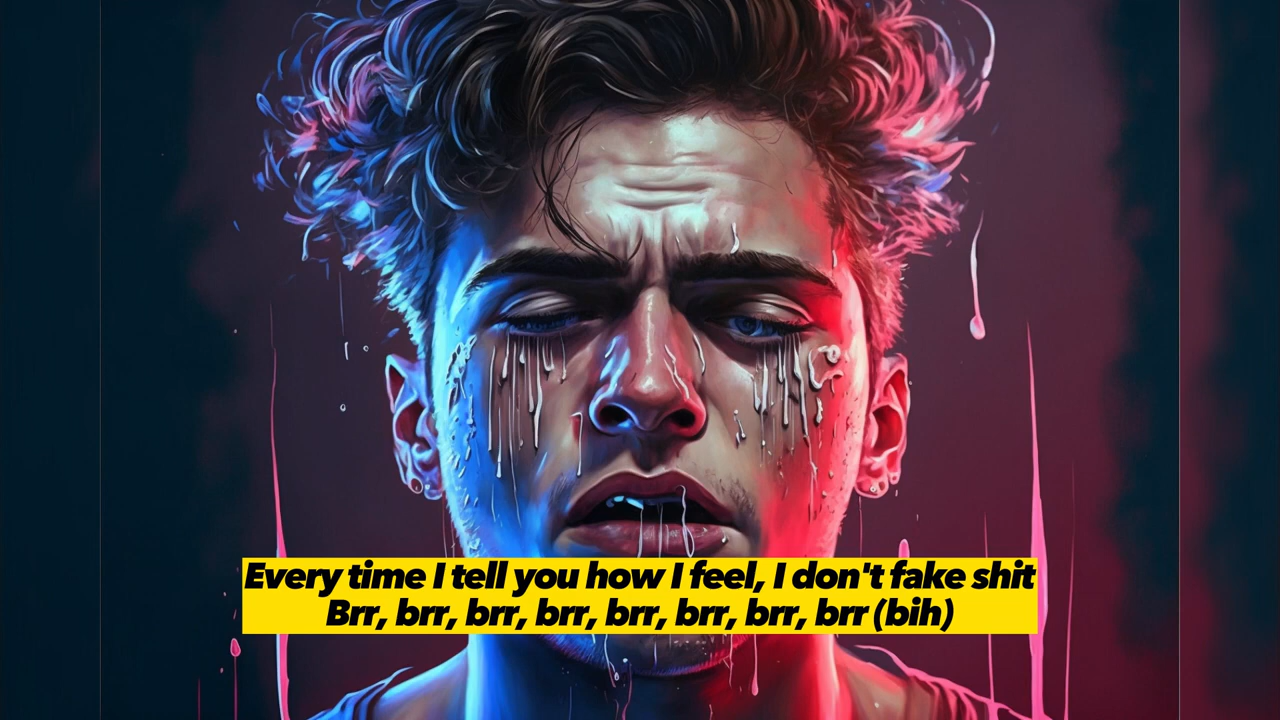 Every time I tell you how I feel, I don't fake shit
Brr, brr, brr, brr, brr, brr, brr, brr (bih)